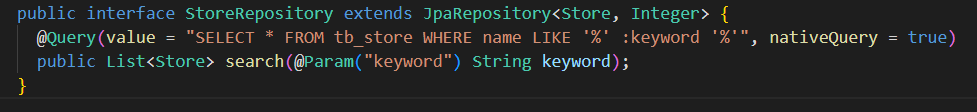 public interface StoreRepository extends JpaRepository<Store, Integer> {
@Query(value = "SELECT * FROM tb_store WHERE name LIKE '%' :keyword '%'", nativeQuery = true)
public List<Store> search(@Param("keyword") String keyword);
}